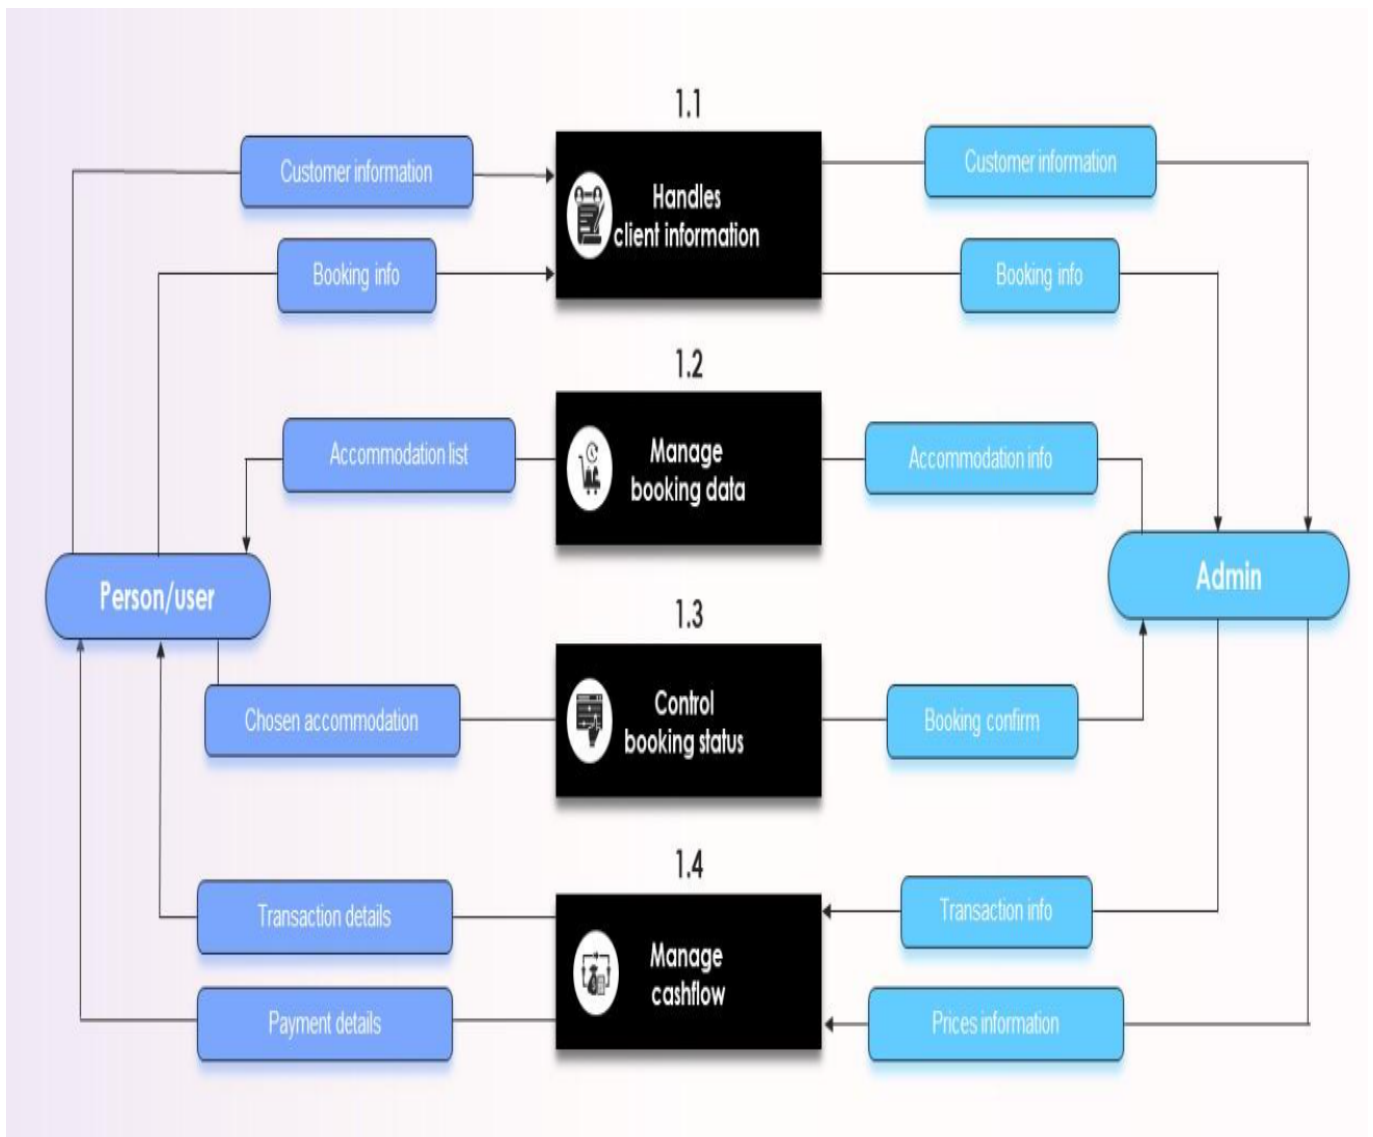 1.1
Customer information
Handles
client information
Customer information
Booking info
Booking info
1.2
Accommodation list
Manage
booking data
Accommodation info
Person/user
Admin
1.3
Chosen accommodation
Control
booking status
Booking confirm
1.4
Transaction details
Manage
cashflow
Transaction info
Payment details
Prices information